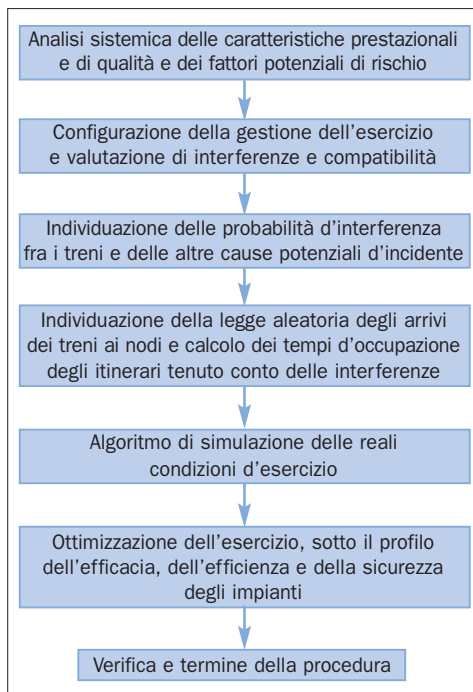 Analisi sistemica delle caratteristiche prestazionali
e di qualità e dei fattori potenziali di rischio
Configurazione della gestione dell'esercizio
e valutazione di interferenze e compatibilità
Individuazione delle probabilità d'interferenza
fra i treni e delle altre cause potenziali d'incidente
Individuazione della legge aleatoria degli arrivi
dei treni ai nodi e calcolo dei tempi d'occupazione
degli itinerari tenuto conto delle interferenze
Algoritmo di simulazione delle reali
condizioni d'esercizio
Ottimizzazione dell'esercizio, sotto il profilo
dell'efficacia, dell'efficienza e della sicurezza
degli impianti
Verifica e termine della procedura